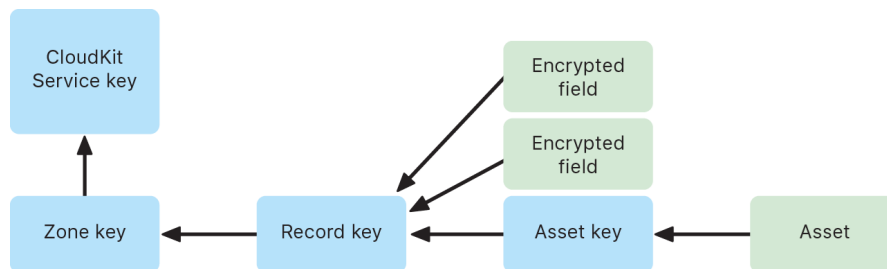 CloudKit
Service key
Encrypted
field
Encrypted
field
Zone key
Record key
Asset key
Asset